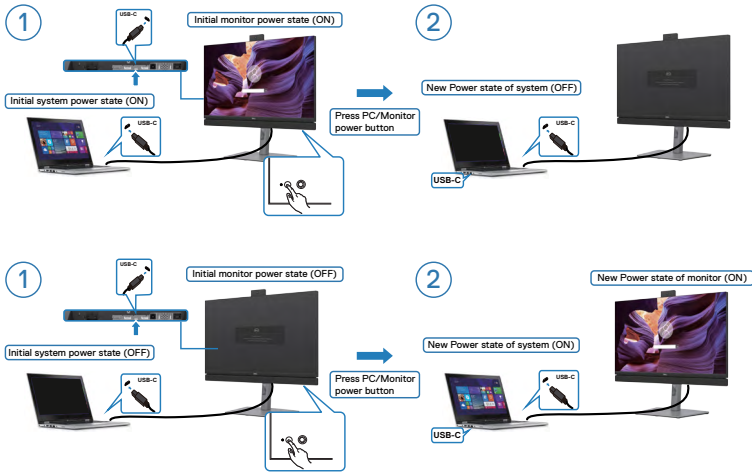 1
USB-C
Initial monitor power state (ON)
2
Initial system power state (ON)
USB-C
Press PC/Monitor
power button
New Power state of system (OFF)
USB-C
USB-C
1
USB-C
Initial monitor power state (OFF)
2
New Power state of monitor (ON)
Initial system power state (OFF)
USB-C
Press PC/Monitor
power button
New Power state of system (ON)
USB-C
USB-C